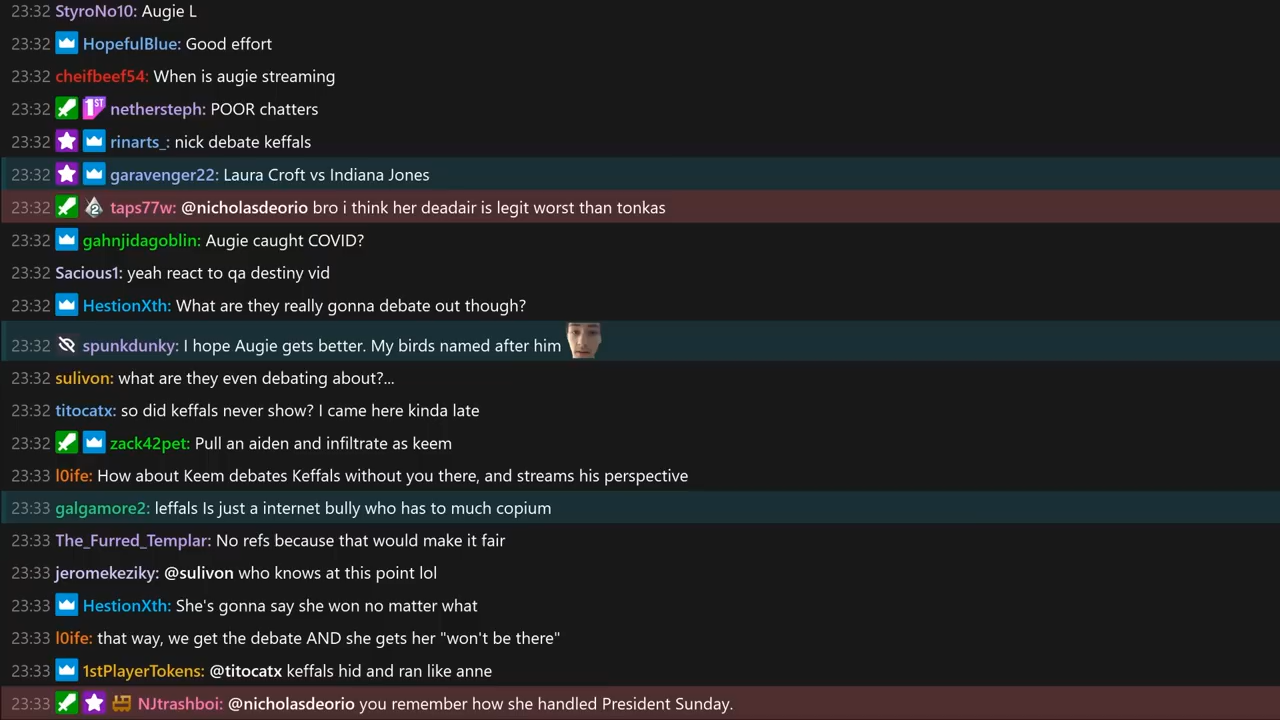 23:32 StyroNo10: Augie L
23:32 HopefulBlue: Good effort
23:32 cheifbeef54: When is augie streaming
23:32 1ST nethersteph: POOR chatters
23:32 rinarts_: nick debate keffals
23:32 garavenger22: Laura Croft vs Indiana Jones
23:32 2 taps77w: @nicholasdeorio bro i think her deadair is legit worst than tonkas
23:32 gahnjidagoblin: Augie caught COVID?
23:32 Sacious1: yeah react to qa destiny vid
23:32 HestionXth: What are they really gonna debate out though?
23:32 spunkdunky: I hope Augie gets better. My birds named after him
23:32 sulivon: what are they even debating about?...
23:32 titocatx: so did keffals never show? I came here kinda late
23:32 zack42pet: Pull an aiden and infiltrate as keem
23:33 l0ife: How about Keem debates Keffals without you there, and streams his perspective
23:33 galgamore2: leffals Is just a internet bully who has to much copium
23:33 The_Furred_Templar: No refs because that would make it fair
23:33 jeromekeziky: @sulivon who knows at this point lol
23:33 HestionXth: She's gonna say she won no matter what
23:33 l0ife: that way, we get the debate AND she gets her "won't be there"
23:33 1stPlayerTokens: @titocatx keffals hid and ran like anne
23:33 NJtrashboi: @nicholasdeorio you remember how she handled President Sunday.